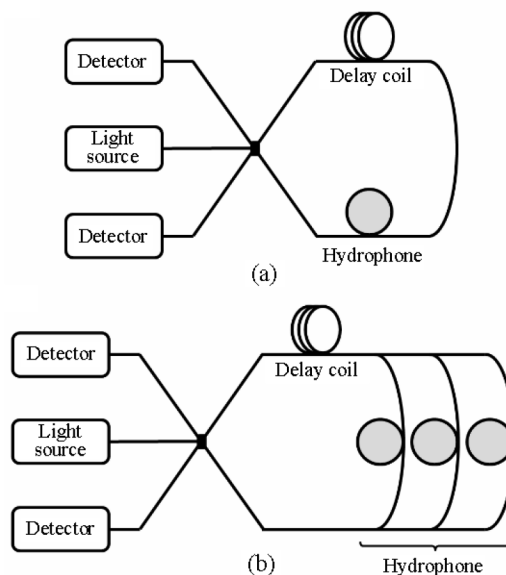 Detector
Delay coil
Light
source
Detector
Hydrophone
(a)
Detector
Delay coil
Light
source
Detector
(b)
Hydrophone